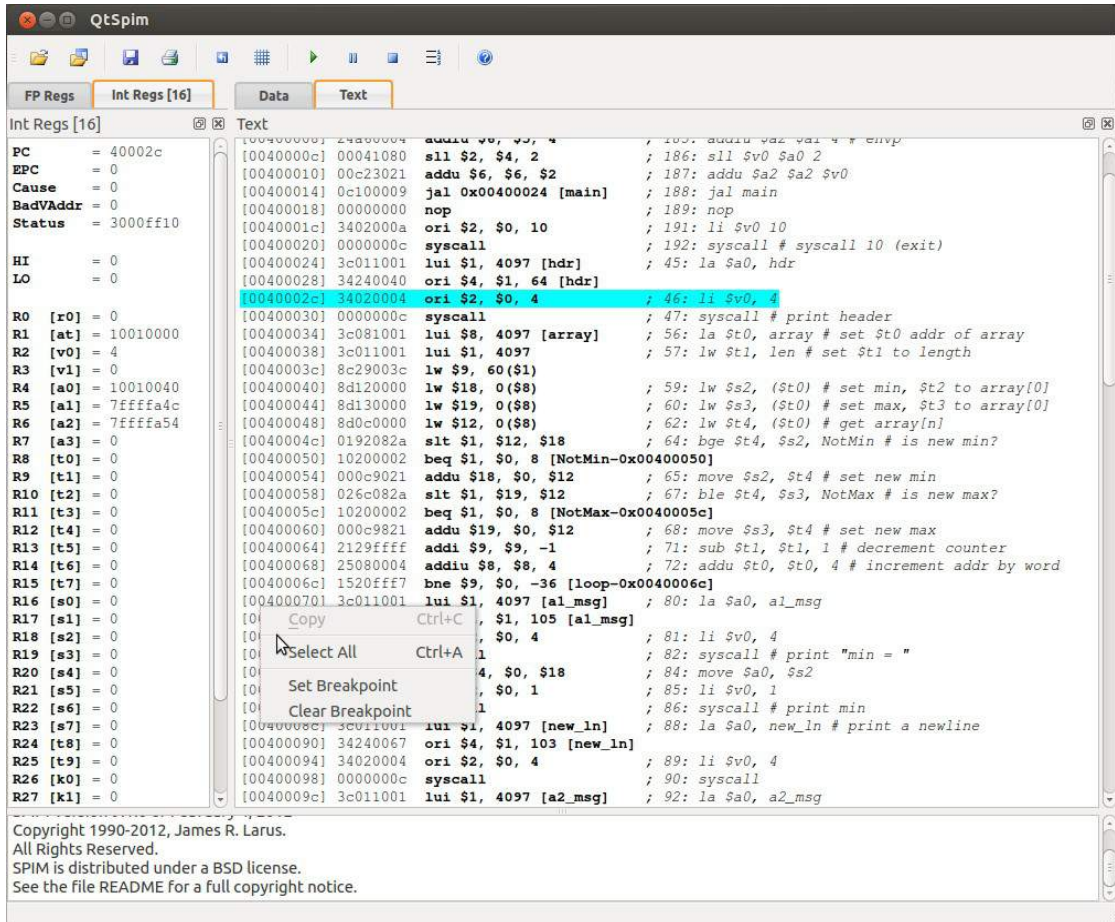 QtSpim
FP Regs
Int Regs [16]
Data
Text
Int Regs [16]
PC = 40002c
EPC = 0
Cause = 0
BadVAddr = 0
Status = 3000ff10
HI = 0
LO = 0
R0 [r0] = 0
R1 [at] = 10010000
R2 [v0] = 4
R3 [v1] = 0
R4 [a0] = 10010040
R5 [a1] = 7ffffa4c
R6 [a2] = 7ffffa54
R7 [a3] = 0
R8 [t0] = 0
R9 [t1] = 0
R10 [t2] = 0
R11 [t3] = 0
R12 [t4] = 0
R13 [t5] = 0
R14 [t6] = 0
R15 [t7] = 0
R16 [s0] = 0
R17 [s1] = 0
R18 [s2] = 0
R19 [s3] = 0
R20 [s4] = 0
R21 [s5] = 0
R22 [s6] = 0
R23 [s7] = 0
R24 [t8] = 0
R25 [t9] = 0
R26 [k0] = 0
R27 [k1] = 0
Text
[0040000c] 00041080 sll $2, $4, 2 ; 186: sll $v0 $a0 2
[00400010] 00c23021 addu $6, $6, $2 ; 187: addu $a2 $a2 $v0
[00400014] 0c100009 jal 0x00400024 [main] ; 188: jal main
[00400018] 00000000 nop ; 189: nop
[0040001c] 3402000a ori $2, $0, 10 ; 191: li $v0 10
[00400020] 0000000c syscall ; 192: syscall # syscall 10 (exit)
[00400024] 3c011001 lui $1, 4097 [hdr] ; 45: la $a0, hdr
[00400028] 34240040 ori $4, $1, 64 [hdr]
[0040002c] 34020004 ori $2, $0, 4 ; 46: li $v0, 4
[00400030] 0000000c syscall ; 47: syscall # print header
[00400034] 3c081001 lui $8, 4097 [array] ; 56: la $t0, array # set $t0 addr of array
[00400038] 3c011001 lui $1, 4097 ; 57: lw $t1, len # set $t1 to length
[0040003c] 8c29003c lw $9, 60($1)
[00400040] 8d120000 lw $18, 0($8) ; 59: lw $s2, ($t0) # set min, $t2 to array[0]
[00400044] 8d130000 lw $19, 0($8) ; 60: lw $s3, ($t0) # set max, $t3 to array[0]
[00400048] 8d0c0000 lw $12, 0($8) ; 62: lw $t4, ($t0) # get array[n]
[0040004c] 0192082a slt $1, $12, $18 ; 64: bge $t4, $s2, NotMin # is new min?
[00400050] 10200002 beq $1, $0, 8 [NotMin-0x00400050]
[00400054] 000c9021 addu $18, $0, $12 ; 65: move $s2, $t4 # set new min
[00400058] 026c082a slt $1, $19, $12 ; 67: ble $t4, $s3, NotMax # is new max?
[0040005c] 10200002 beq $1, $0, 8 [NotMax-0x0040005c]
[00400060] 000c9821 addu $19, $0, $12 ; 68: move $s3, $t4 # set new max
[00400064] 2129ffff addi $9, $9, -1 ; 71: sub $t1, $t1, 1 # decrement counter
[00400068] 25080004 addiu $8, $8, 4 ; 72: addu $t0, $t0, 4 # increment addr by word
[0040006c] 1520fff7 bne $9, $0, -36 [loop-0x0040006c]
[00400070] 3c011001 lui $1, 4097 [a1_msg] ; 80: la $a0, a1_msg
[00 Copy Ctrl+C $1, 105 [a1_msg]
[00 , $0, 4 ; 81: li $v0, 4
[00 Select All Ctrl+A ; 82: syscall # print "min = "
[00 4, $0, $18 ; 84: move $a0, $s2
[00 Set Breakpoint , $0, 1 ; 85: li $v0, 1
[00 Clear Breakpoint ; 86: syscall # print min
[0040008c] 3c011001 lui $1, 4097 [new_ln] ; 88: la $a0, new_ln # print a newline
[00400090] 34240067 ori $4, $1, 103 [new_ln]
[00400094] 34020004 ori $2, $0, 4 ; 89: li $v0, 4
[00400098] 0000000c syscall ; 90: syscall
[0040009c] 3c011001 lui $1, 4097 [a2_msg] ; 92: la $a0, a2_msg
Copyright 1990-2012, James R. Larus.
All Rights Reserved.
SPIM is distributed under a BSD license.
See the file README for a full copyright notice.